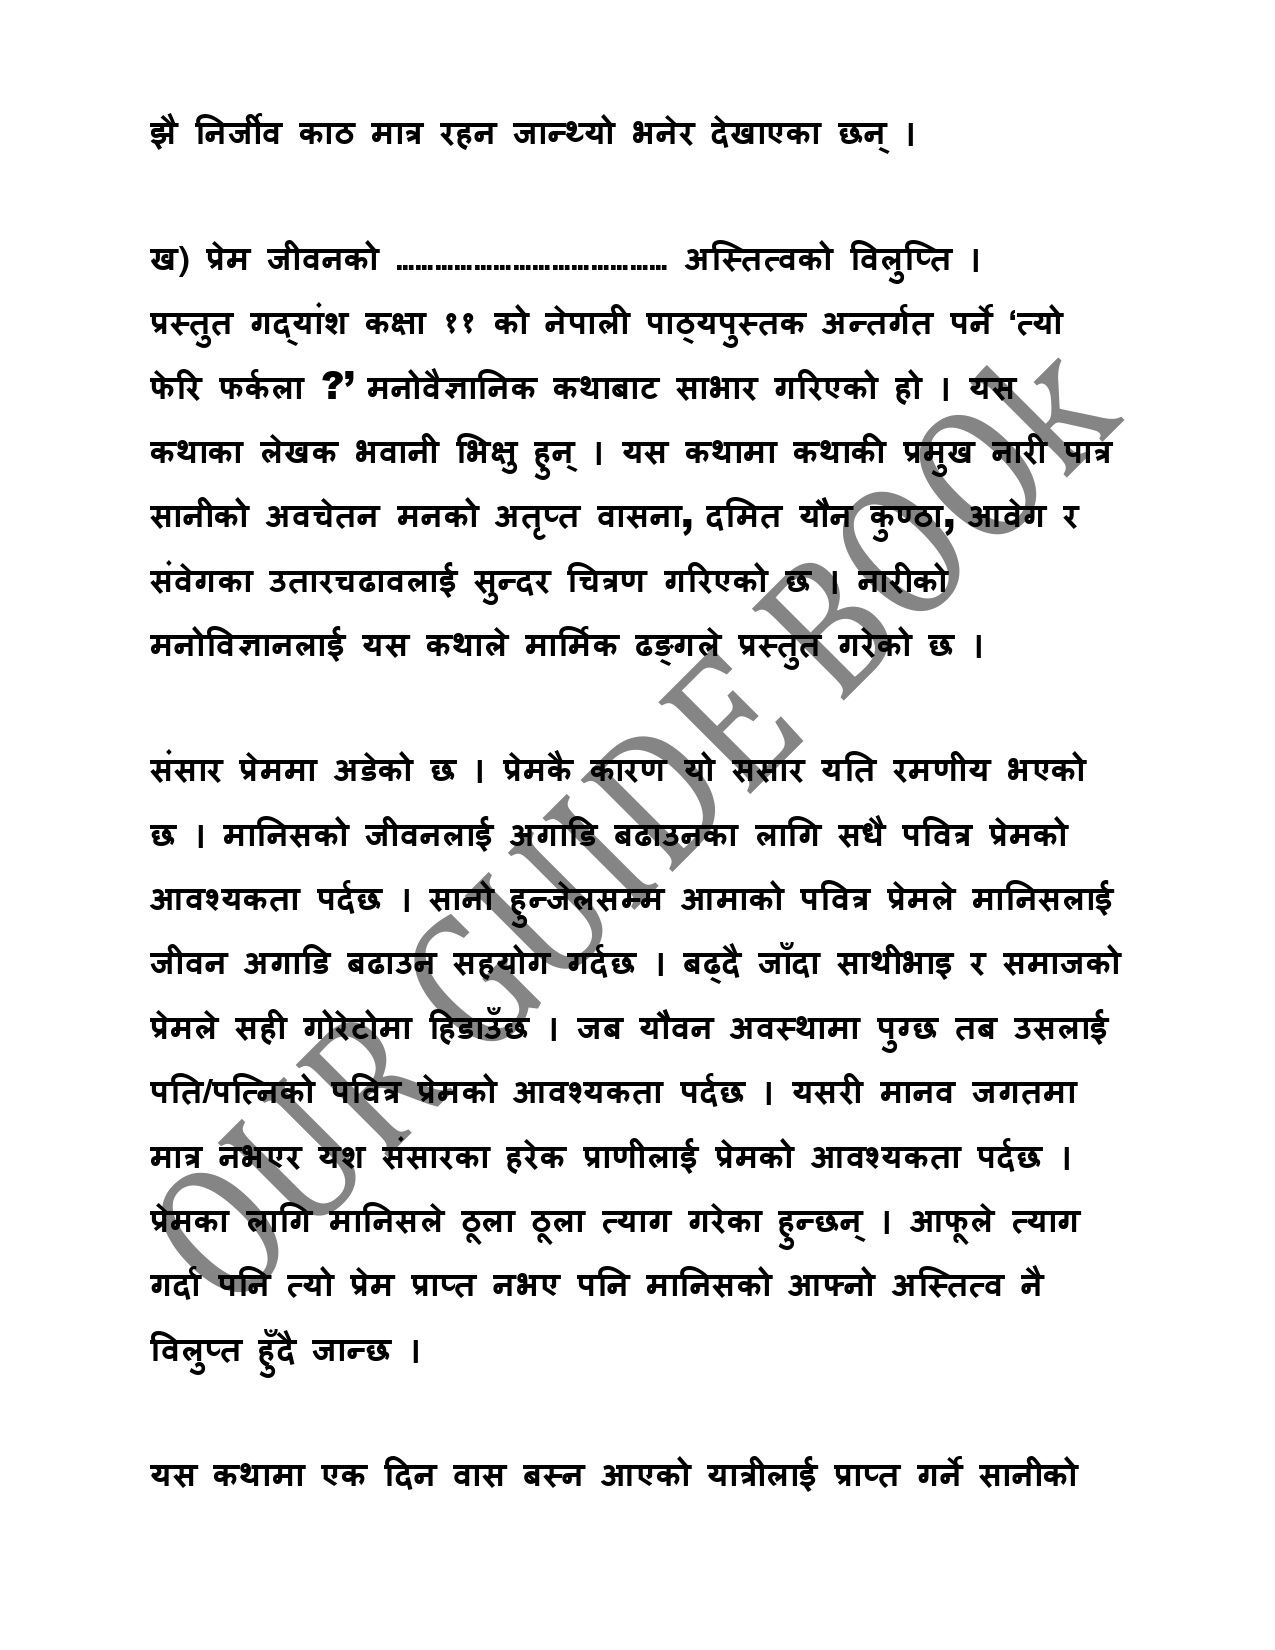 झै निर्जीव काठ मात्र रहन जान्थ्यो भनेर देखाएका छन् ।
ख) प्रेम जीवनको .......................................... अस्तित्वको विलुप्ति ।
प्रस्तुत गद्यांश कक्षा ११ को नेपाली पाठ्यपुस्तक अन्तर्गत पर्ने ‘त्यो
फेरि फर्कला ?’ मनोवैज्ञानिक कथाबाट साभार गरिएको हो । यस
कथाका लेखक भवानी भिक्षु हुन् । यस कथामा कथाकी प्रमुख नारी पात्र
सानीको अवचेतन मनको अतृप्त वासना, दमित यौन कुण्ठा, आवेग र
संवेगका उतारचढावलाई सुन्दर चित्रण गरिएको छ । नारीको
मनोविज्ञानलाई यस कथाले मार्मिक ढङ्गले प्रस्तुत गरेको छ ।
संसार प्रेममा अडेको छ । प्रेमकै कारण यो ससार यति रमणीय भएको
छ । मानिसको जीवनलाई अगाडि बढाउनका लागि सधै पवित्र प्रेमको
आवश्यकता पर्दछ । सानो हुन्जेलसम्म आमाको पवित्र प्रेमले मानिसलाई
जीवन अगाडि बढाउन सहयोग गर्दछ । बढ्दै जाँदा साथीभाइ र समाजको
प्रेमले सही गोरेटोमा हिडाउँछ । जब यौवन अवस्थामा पुग्छ तब उसलाई
पति/पत्निको पवित्र प्रेमको आवश्यकता पर्दछ । यसरी मानव जगतमा
मात्र नभएर यश संसारका हरेक प्राणीलाई प्रेमको आवश्यकता पर्दछ ।
प्रेमका लागि मानिसले ठूला ठूला त्याग गरेका हुन्छन् । आफूले त्याग
गर्दा पनि त्यो प्रेम प्राप्त नभए पनि मानिसको आफ्नो अस्तित्व नै
विलुप्त हुँदै जान्छ ।
यस कथामा एक दिन वास बस्न आएको यात्रीलाई प्राप्त गर्ने सानीको
OUR GUIDE BOOk